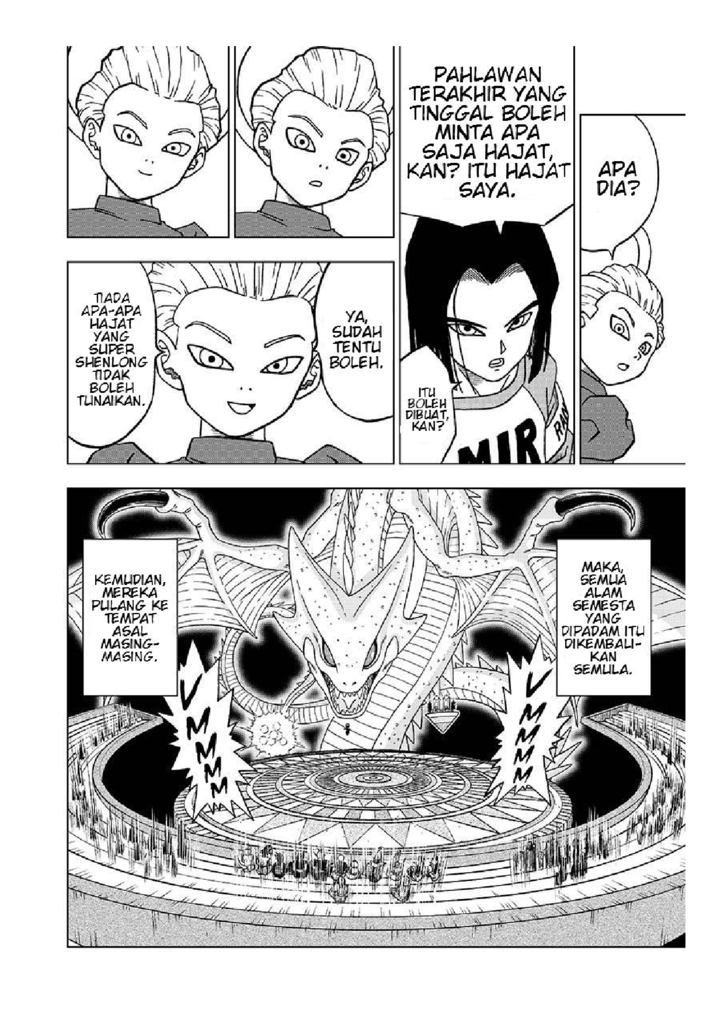 APA
DIA?
PAHLAWAN
TERAKHIR YANG
TINGGAL BOLEH
MINTA APA
SAJA HAJAT,
KAN? ITU HAJAT
SAYA.
ITU
BOLEH
DIBUAT,
KAN?
MIR
RAN
YA,
SUDAH
TENTU
BOLEH.
TIADA
APA-APA
HAJAT
YANG
SUPER
SHENLONG
TIDAK
BOLEH
TUNAIKAN.
MAKA,
SEMUA
ALAM
SEMESTA
YANG
DIPADAM ITU
DIKEMBALI-
KAN
SEMULA.
KEMUDIAN,
MEREKA
PULANG KE
TEMPAT
ASAL
MASING-
MASING.
VMMMM
VMMMM